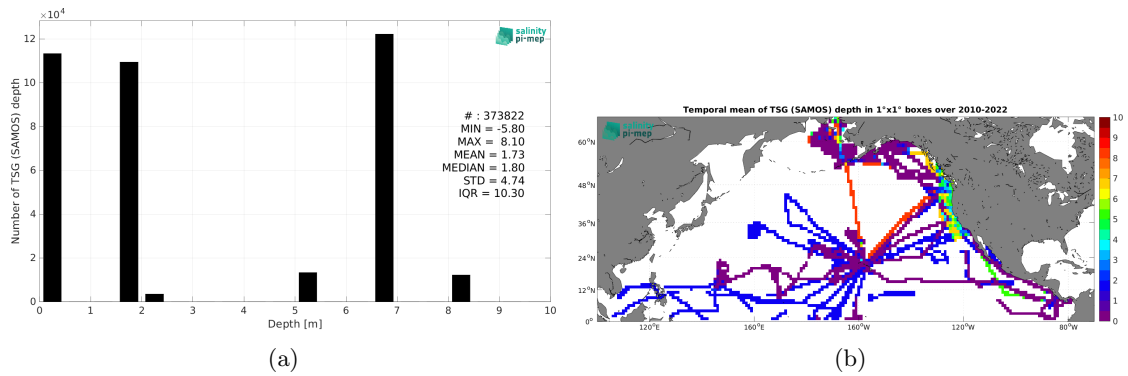 ×10⁴
12
10
8
6
4
2
0
Number of TSG (SAMOS) depth
salinity
pi-mep
# : 373822
MIN = -5.80
MAX = 8.10
MEAN = 1.73
MEDIAN = 1.80
STD = 4.74
IQR = 10.30
0 1 2 3 4 5 6 7 8 9 10
Depth [m]
(a)
Temporal mean of TSG (SAMOS) depth in 1°x1° boxes over 2010-2022
salinity
pi-mep
60°N
48°N
36°N
24°N
12°N
0°
120°E 160°E 160°W 120°W 80°W
10
9
8
7
6
5
4
3
2
1
0
(b)